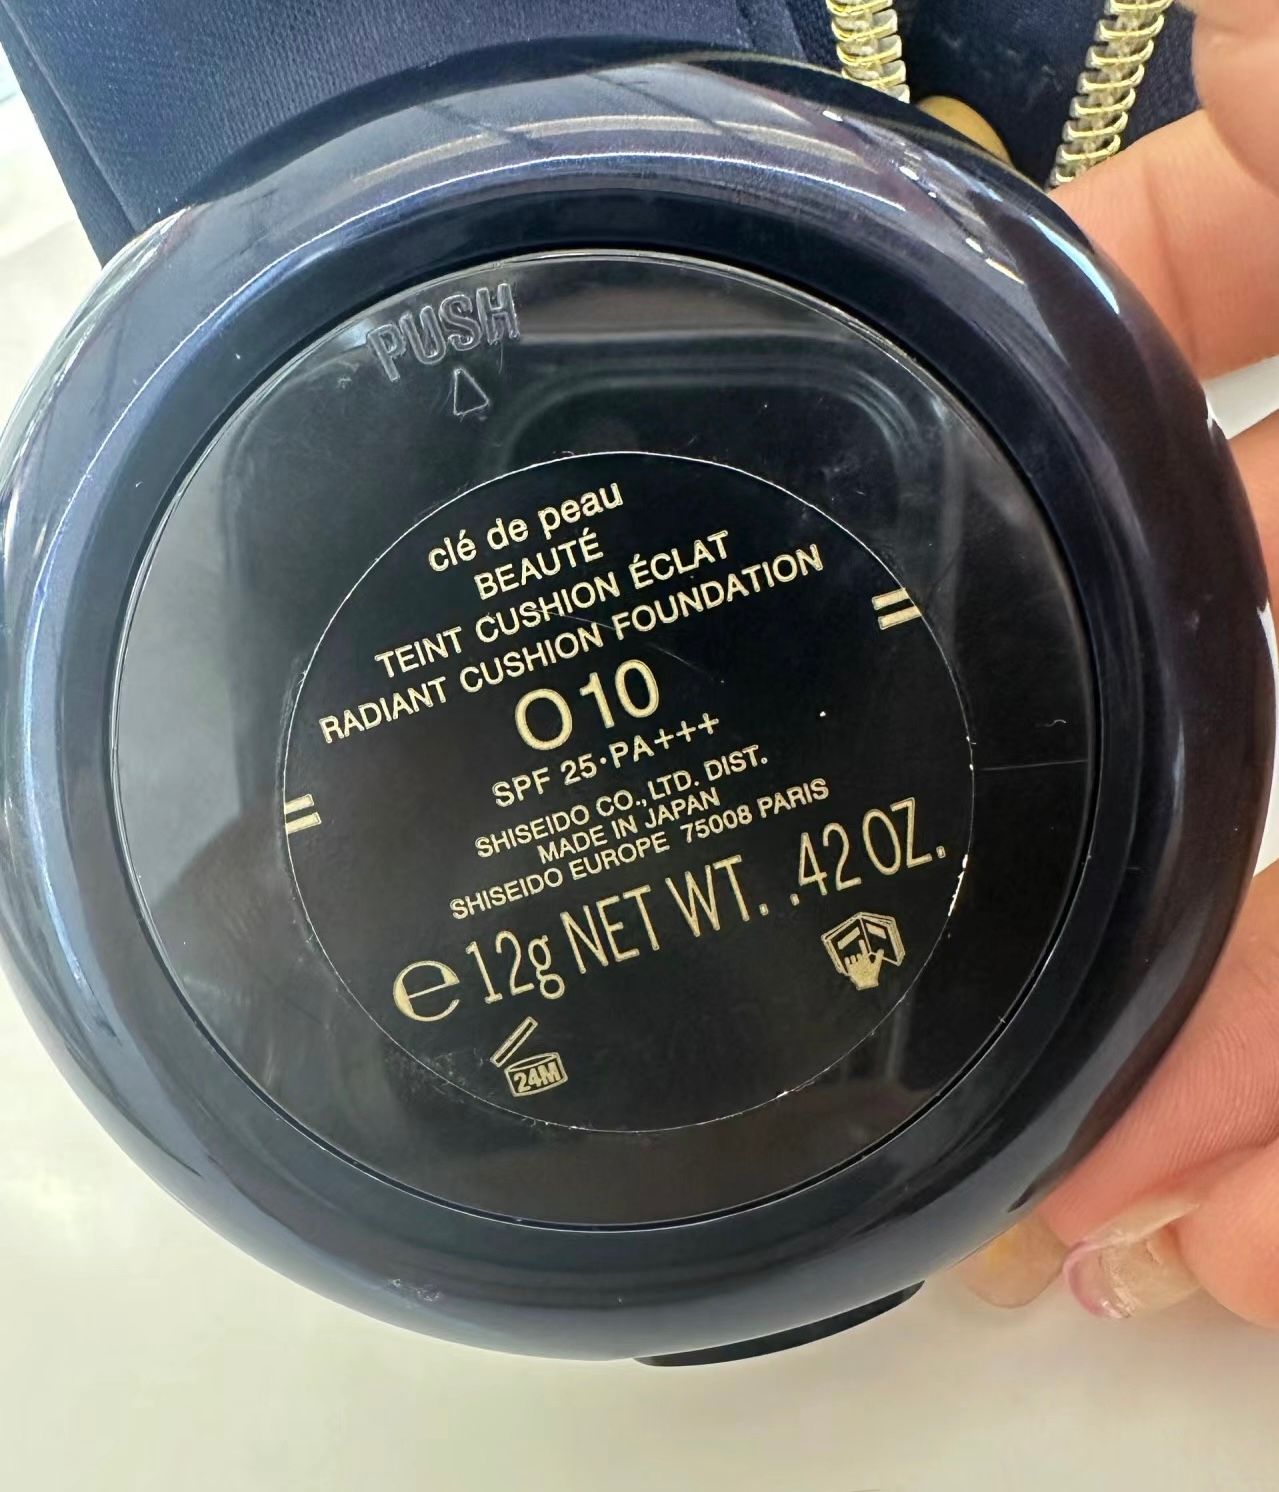 PUSH
clé de peau
BEAUTÉ
TEINT CUSHION ÉCLAT
RADIANT CUSHION FOUNDATION
O10
SPF 25·PA+++
SHISEIDO CO., LTD. DIST.
MADE IN JAPAN
SHISEIDO EUROPE 75008 PARIS
℮ 12g NET WT. .42 OZ.
24M